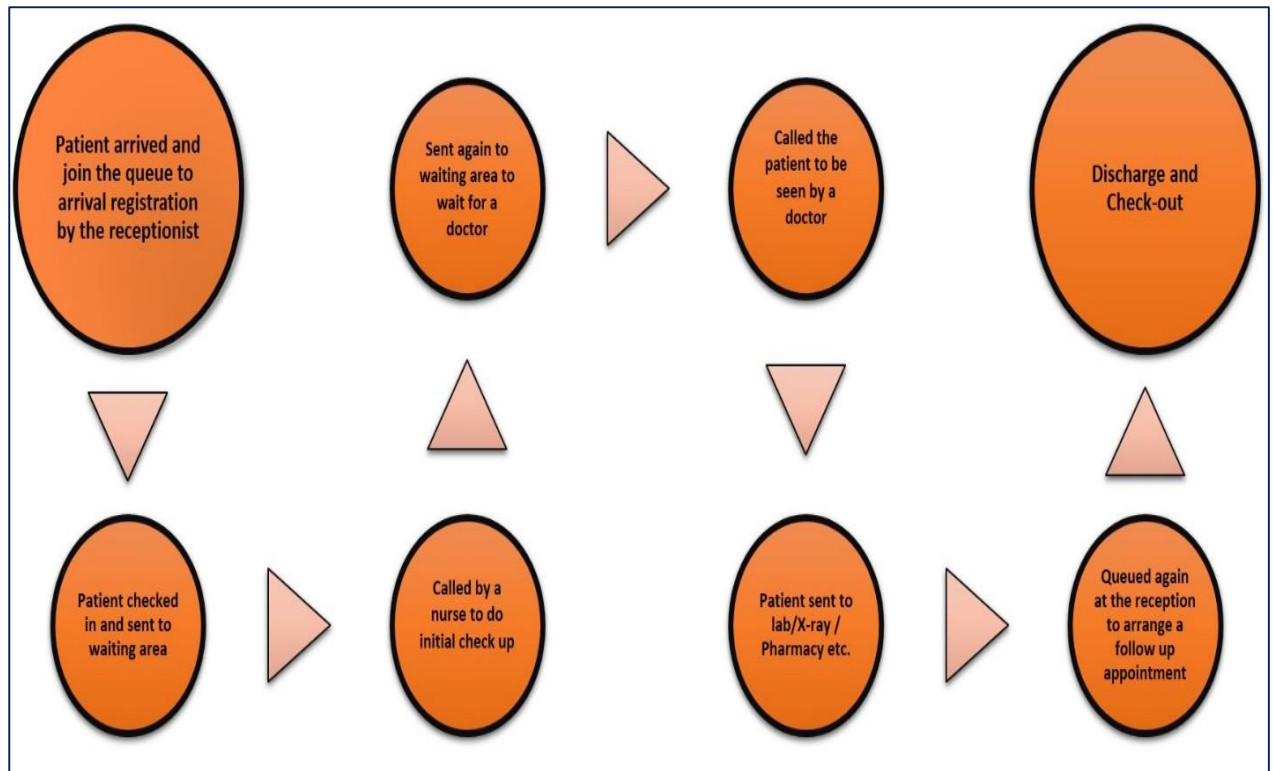 Patient arrived and
join the queue to
arrival registration
by the receptionist
Patient checked
in and sent to
waiting area
Called by a
nurse to do
initial check up
Sent again to
waiting area to
wait for a
doctor
Called the
patient to be
seen by a
doctor
Patient sent to
lab/X-ray /
Pharmacy etc.
Queued again
at the reception
to arrange a
follow up
appointment
Discharge and
Check-out